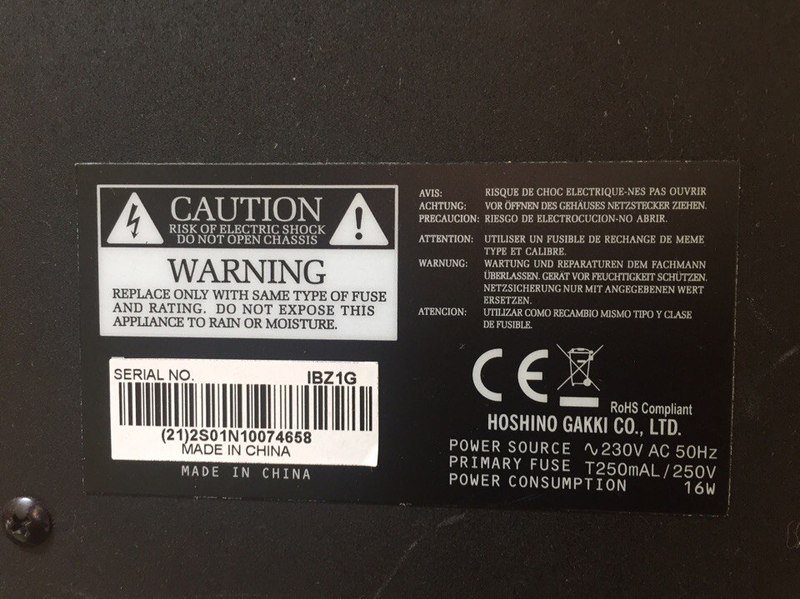 CAUTION
RISK OF ELECTRIC SHOCK
DO NOT OPEN CHASSIS
WARNING
REPLACE ONLY WITH SAME TYPE OF FUSE
AND RATING. DO NOT EXPOSE THIS
APPLIANCE TO RAIN OR MOISTURE.
SERIAL NO. IBZ1G
(21)2S01N10074658
MADE IN CHINA
MADE IN CHINA
AVIS: RISQUE DE CHOC ELECTRIQUE-NES PAS OUVRIR
ACHTUNG: VOR ÖFFNEN DES GEHÄUSES NETZSTECKER ZIEHEN.
PRECAUCION: RIESGO DE ELECTROCUCION-NO ABRIR.
ATTENTION: UTILISER UN FUSIBLE DE RECHANGE DE MEME
TYPE ET CALIBRE.
WARNUNG: WARTUNG UND REPARATUREN DEM FACHMANN
ÜBERLASSEN. GERÄT VOR FEUCHTIGKEIT SCHÜTZEN.
NETZSICHERUNG NUR MIT ANGEGEBENEN WERT
ERSETZEN.
ATENCION: UTILIZAR COMO RECAMBIO MISMO TIPO Y CLASE
DE FUSIBLE.
CE
RoHS Compliant
HOSHINO GAKKI CO., LTD.
POWER SOURCE ∿230V AC 50Hz
PRIMARY FUSE T250mAL/250V
POWER CONSUMPTION 16W